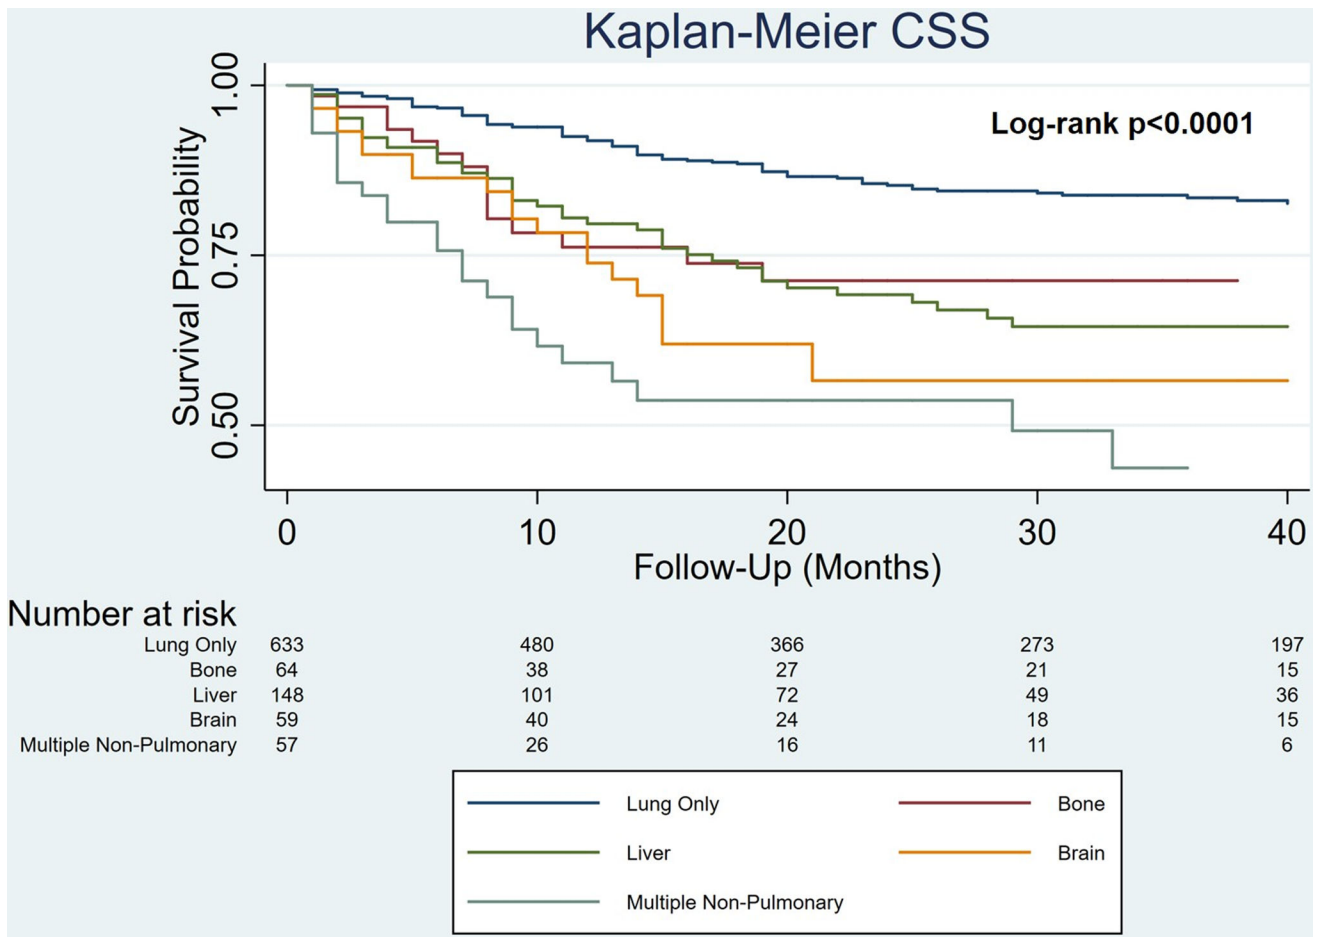 Kaplan-Meier CSS
Log-rank p<0.0001
Survival Probability
1.00
0.75
0.50
0 10 20 30 40
Follow-Up (Months)
Number at risk
Lung Only 633 480 366 273 197
Bone 64 38 27 21 15
Liver 148 101 72 49 36
Brain 59 40 24 18 15
Multiple Non-Pulmonary 57 26 16 11 6
Lung Only Bone
Liver Brain
Multiple Non-Pulmonary